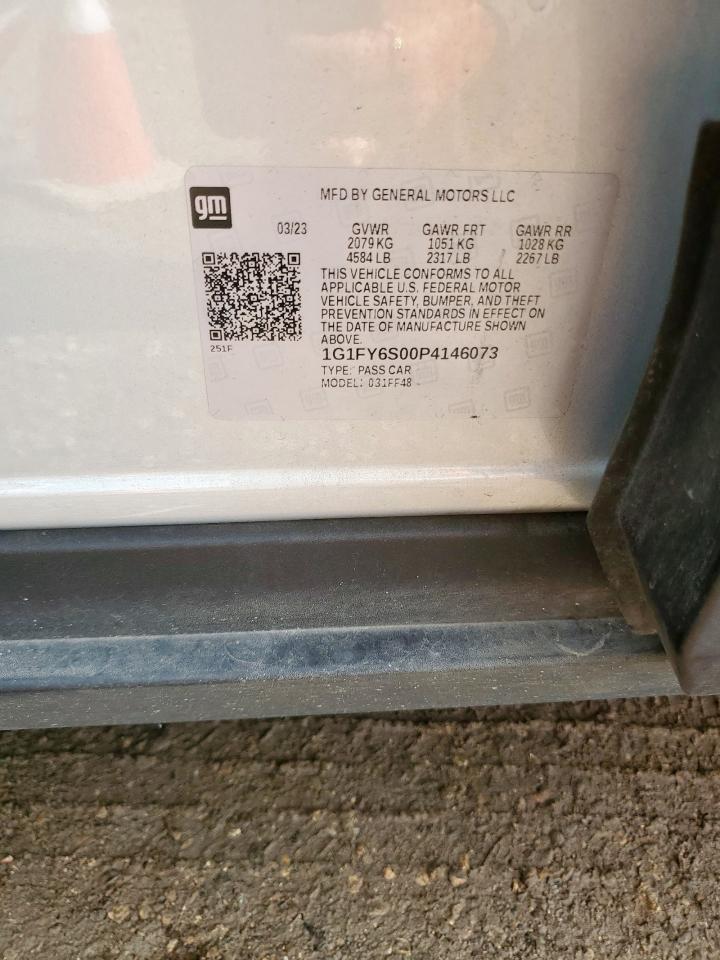 gm
MFD BY GENERAL MOTORS LLC
03/23 GVWR GAWR FRT GAWR RR
2079 KG 1051 KG 1028 KG
4584 LB 2317 LB 2267 LB
THIS VEHICLE CONFORMS TO ALL
APPLICABLE U.S. FEDERAL MOTOR
VEHICLE SAFETY, BUMPER, AND THEFT
PREVENTION STANDARDS IN EFFECT ON
THE DATE OF MANUFACTURE SHOWN
ABOVE.
251F
1G1FY6S00P4146073
TYPE: PASS CAR
MODEL: 031FF48